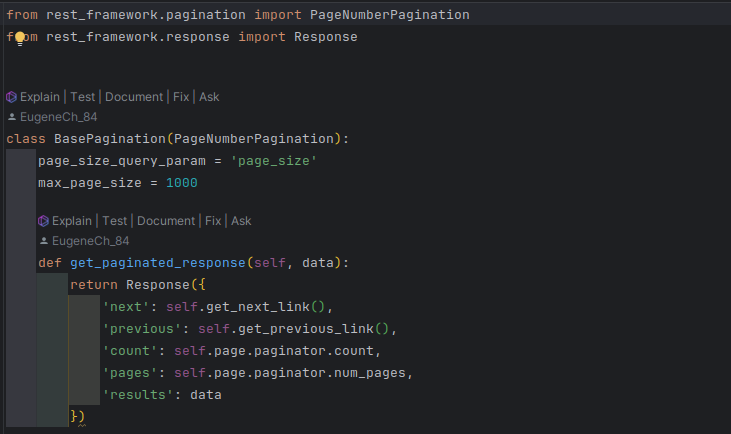 from rest_framework.pagination import PageNumberPagination
from rest_framework.response import Response
Explain | Test | Document | Fix | Ask
EugeneCh_84
class BasePagination(PageNumberPagination):
    page_size_query_param = 'page_size'
    max_page_size = 1000
Explain | Test | Document | Fix | Ask
EugeneCh_84
    def get_paginated_response(self, data):
        return Response({
            'next': self.get_next_link(),
            'previous': self.get_previous_link(),
            'count': self.page.paginator.count,
            'pages': self.page.paginator.num_pages,
            'results': data
        })